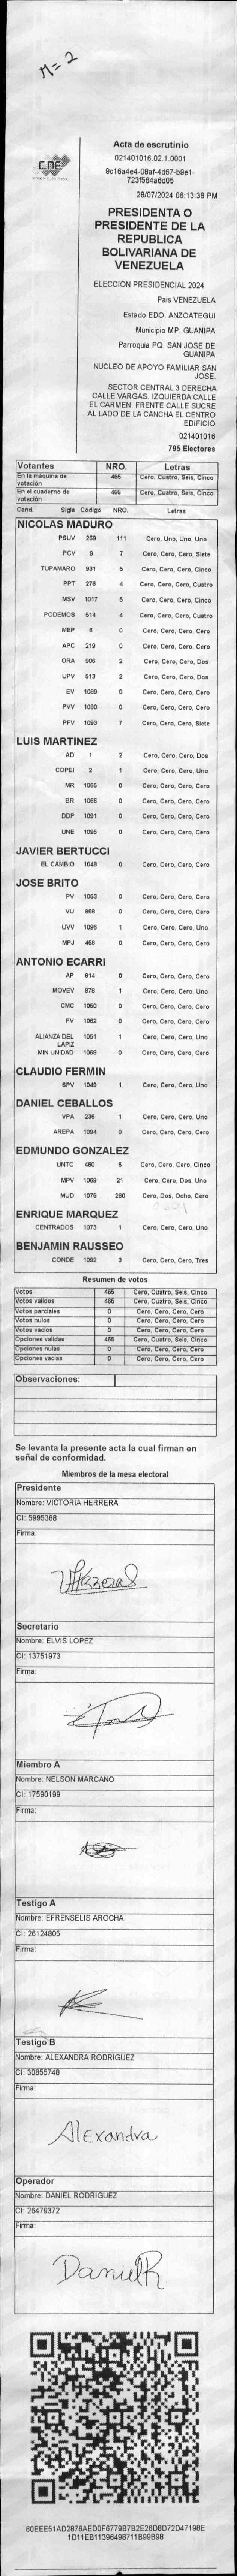 M= 2
CNE
Acta de escrutinio
021401016.02.1.0001
9c16a4e4-08af-4d67-b9e1-
723f564a6d05
28/07/2024 06:13:38 PM
PRESIDENTA O
PRESIDENTE DE LA
REPUBLICA
BOLIVARIANA DE
VENEZUELA
ELECCIÓN PRESIDENCIAL 2024
Pais VENEZUELA
Estado EDO. ANZOATEGUI
Municipio MP. GUANIPA
Parroquia PQ. SAN JOSE DE
GUANIPA
NUCLEO DE APOYO FAMILIAR SAN
JOSE.
SECTOR CENTRAL 3 DERECHA
CALLE VARGAS. IZQUIERDA CALLE
EL CARMEN. FRENTE CALLE SUCRE
AL LADO DE LA CANCHA EL CENTRO
EDIFICIO
021401016
795 Electores
Votantes NRO. Letras
En la máquina de votación 465 Cero, Cuatro, Seis, Cinco
En el cuaderno de votación 465 Cero, Cuatro, Seis, Cinco
Cand. Sigla Código NRO. Letras
NICOLAS MADURO
PSUV 269 111 Cero, Uno, Uno, Uno
PCV 9 7 Cero, Cero, Cero, Siete
TUPAMARO 931 5 Cero, Cero, Cero, Cinco
PPT 276 4 Cero, Cero, Cero, Cuatro
MSV 1017 5 Cero, Cero, Cero, Cinco
PODEMOS 514 4 Cero, Cero, Cero, Cuatro
MEP 6 0 Cero, Cero, Cero, Cero
APC 219 0 Cero, Cero, Cero, Cero
ORA 906 2 Cero, Cero, Cero, Dos
UPV 613 2 Cero, Cero, Cero, Dos
EV 1089 0 Cero, Cero, Cero, Cero
PVV 1090 0 Cero, Cero, Cero, Cero
PFV 1093 7 Cero, Cero, Cero, Siete
LUIS MARTINEZ
AD 1 2 Cero, Cero, Cero, Dos
COPEI 2 1 Cero, Cero, Cero, Uno
MR 1065 0 Cero, Cero, Cero, Cero
BR 1066 0 Cero, Cero, Cero, Cero
DDP 1091 0 Cero, Cero, Cero, Cero
UNE 1095 0 Cero, Cero, Cero, Cero
JAVIER BERTUCCI
EL CAMBIO 1048 0 Cero, Cero, Cero, Cero
JOSE BRITO
PV 1053 0 Cero, Cero, Cero, Cero
VU 868 0 Cero, Cero, Cero, Cero
UVV 1096 1 Cero, Cero, Cero, Uno
MPJ 458 0 Cero, Cero, Cero, Cero
ANTONIO ECARRI
AP 614 0 Cero, Cero, Cero, Cero
MOVEV 878 1 Cero, Cero, Cero, Uno
CMC 1050 0 Cero, Cero, Cero, Cero
FV 1062 0 Cero, Cero, Cero, Cero
ALIANZA DEL LAPIZ 1051 1 Cero, Cero, Cero, Uno
MIN UNIDAD 1068 0 Cero, Cero, Cero, Cero
CLAUDIO FERMIN
SPV 1049 1 Cero, Cero, Cero, Uno
DANIEL CEBALLOS
VPA 236 1 Cero, Cero, Cero, Uno
AREPA 1094 0 Cero, Cero, Cero, Cero
EDMUNDO GONZALEZ
UNTC 460 5 Cero, Cero, Cero, Cinco
MPV 1069 21 Cero, Cero, Dos, Uno
MUD 1076 280 Cero, Dos, Ocho, Cero
ENRIQUE MARQUEZ
CENTRADOS 1073 1 Cero, Cero, Cero, Uno
BENJAMIN RAUSSEO
CONDE 1092 3 Cero, Cero, Cero, Tres
Resumen de votos
Votos 465 Cero, Cuatro, Seis, Cinco
Votos validos 465 Cero, Cuatro, Seis, Cinco
Votos parciales 0 Cero, Cero, Cero, Cero
Votos nulos 0 Cero, Cero, Cero, Cero
Votos vacios 0 Cero, Cero, Cero, Cero
Opciones validas 465 Cero, Cuatro, Seis, Cinco
Opciones nulas 0 Cero, Cero, Cero, Cero
Opciones vacias 0 Cero, Cero, Cero, Cero
Observaciones:
Se levanta la presente acta la cual firman en
señal de conformidad.
Miembros de la mesa electoral
Presidente
Nombre: VICTORIA HERRERA
CI: 5995368
Firma:
Secretario
Nombre: ELVIS LOPEZ
CI: 13751973
Firma:
Miembro A
Nombre: NELSON MARCANO
CI: 17590199
Firma:
Testigo A
Nombre: EFRENSELIS AROCHA
CI: 26124805
Firma:
Testigo B
Nombre: ALEXANDRA RODRIGUEZ
CI: 30855748
Firma:
Alexandra
Operador
Nombre: DANIEL RODRIGUEZ
CI: 26479372
Firma:
DanielR
60EEE51AD2876AED0F6779B7B2E26D8D72D47198E
1D11EB11396498711B99B98